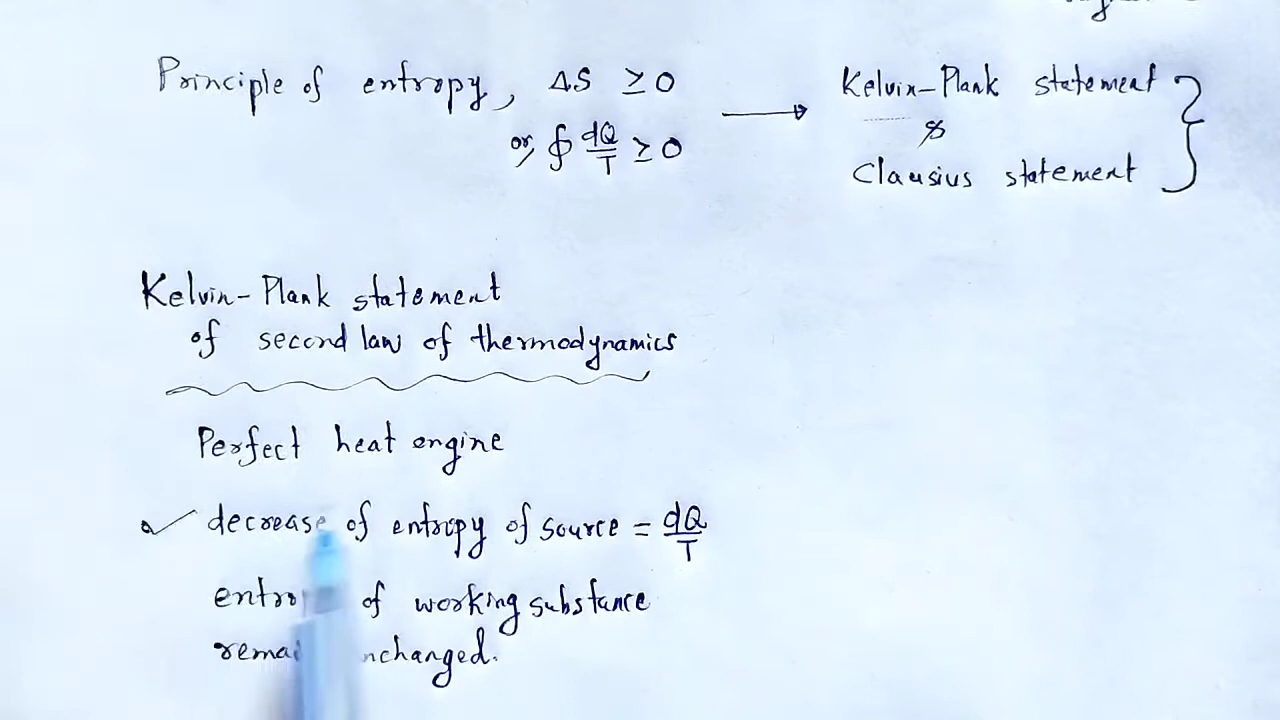 Principle of entropy, ΔS ≥ 0 → Kelvin-Plank statement
or, ∮ dQ/T ≥ 0 &
Clausius statement
Kelvin-Plank statement
of second law of thermodynamics
Perfect heat engine
✓ decrease of entropy of source = dQ/T
of working substance